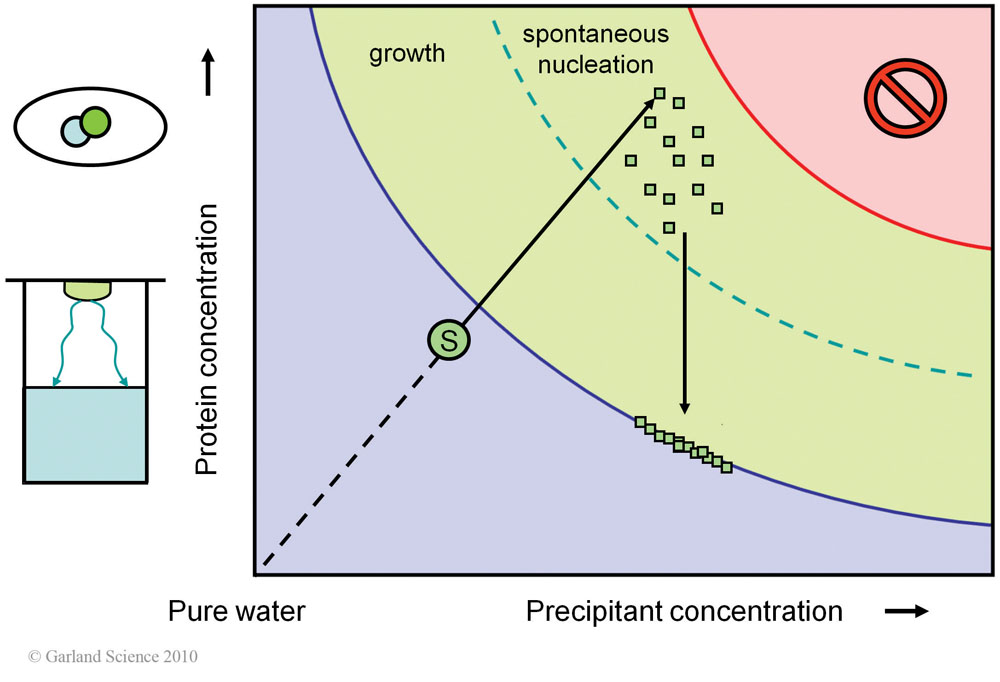 growth
spontaneous
nucleation
S
Protein concentration
Pure water
Precipitant concentration
© Garland Science 2010